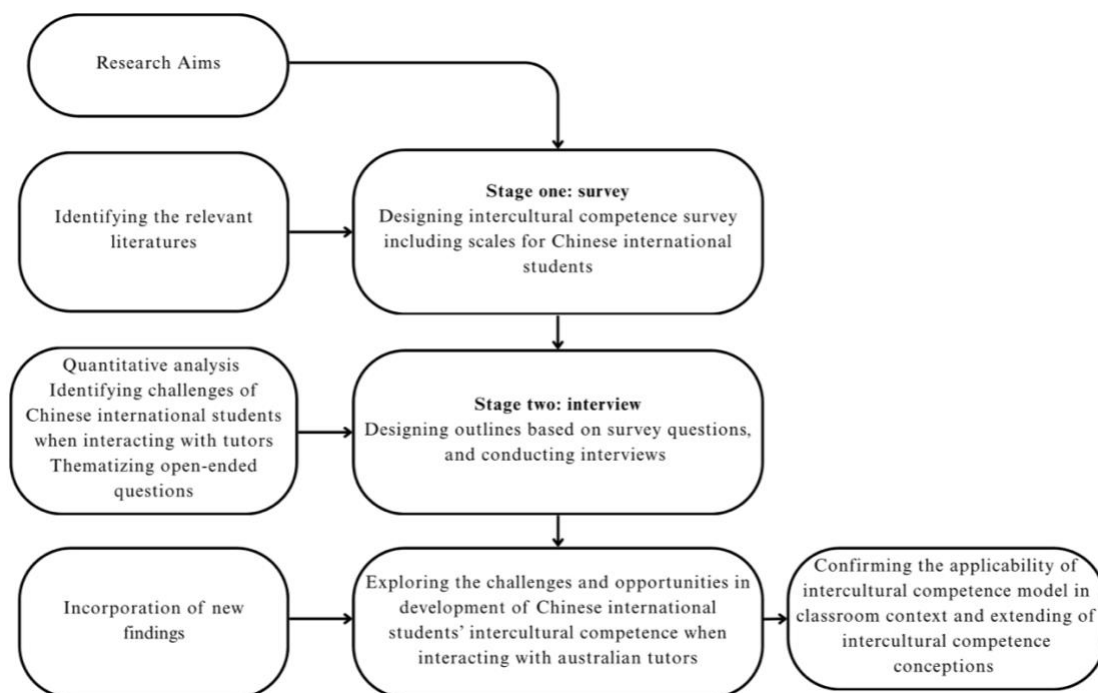 Research Aims
Identifying the relevant
literatures
Stage one: survey
Designing intercultural competence survey
including scales for Chinese international
students
Quantitative analysis
Identifying challenges of
Chinese international students
when interacting with tutors
Thematizing open-ended
questions
Stage two: interview
Designing outlines based on survey questions,
and conducting interviews
Incorporation of new
findings
Exploring the challenges and opportunities in
development of Chinese international
students’ intercultural competence when
interacting with australian tutors
Confirming the applicability of
intercultural competence model in
classroom context and extending of
intercultural competence
conceptions